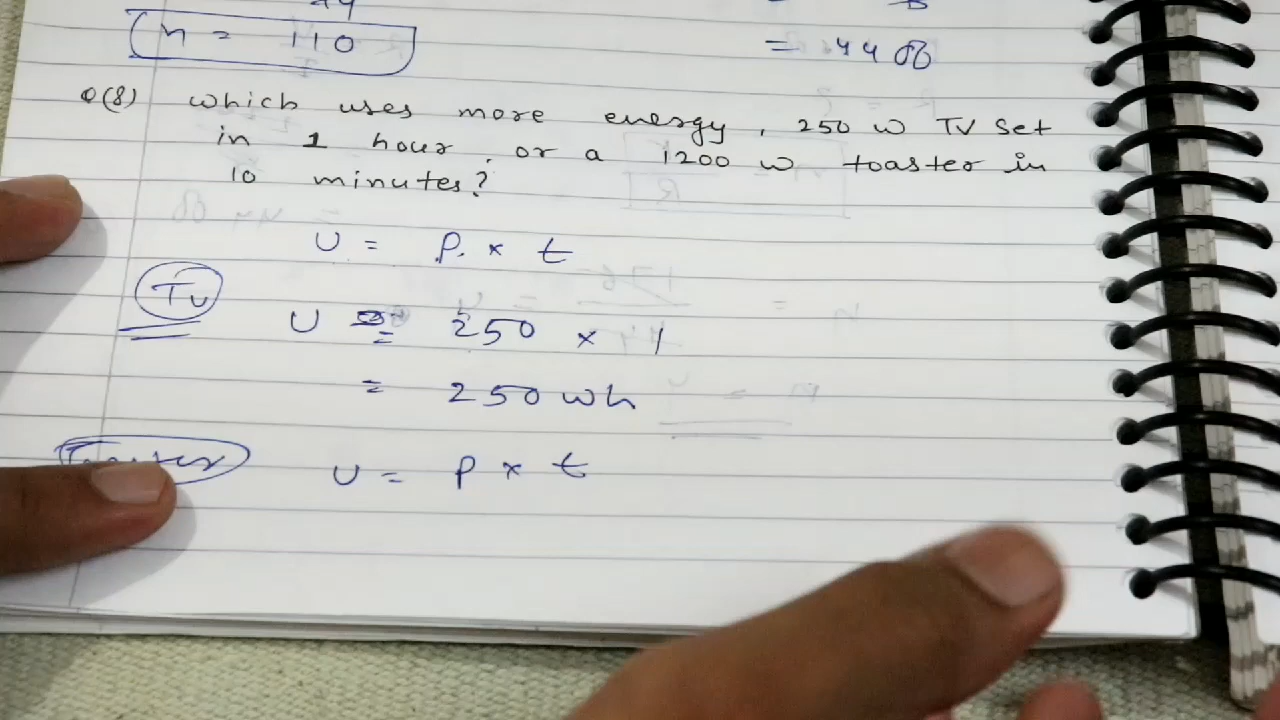 n = 110
= 44 Ω
Q(8) which uses more energy, 250 W TV Set
in 1 hour, or a 1200 W toaster in
10 minutes?
U = P × t
TV
U = 250 × 1
= 250 wh
U = P × t